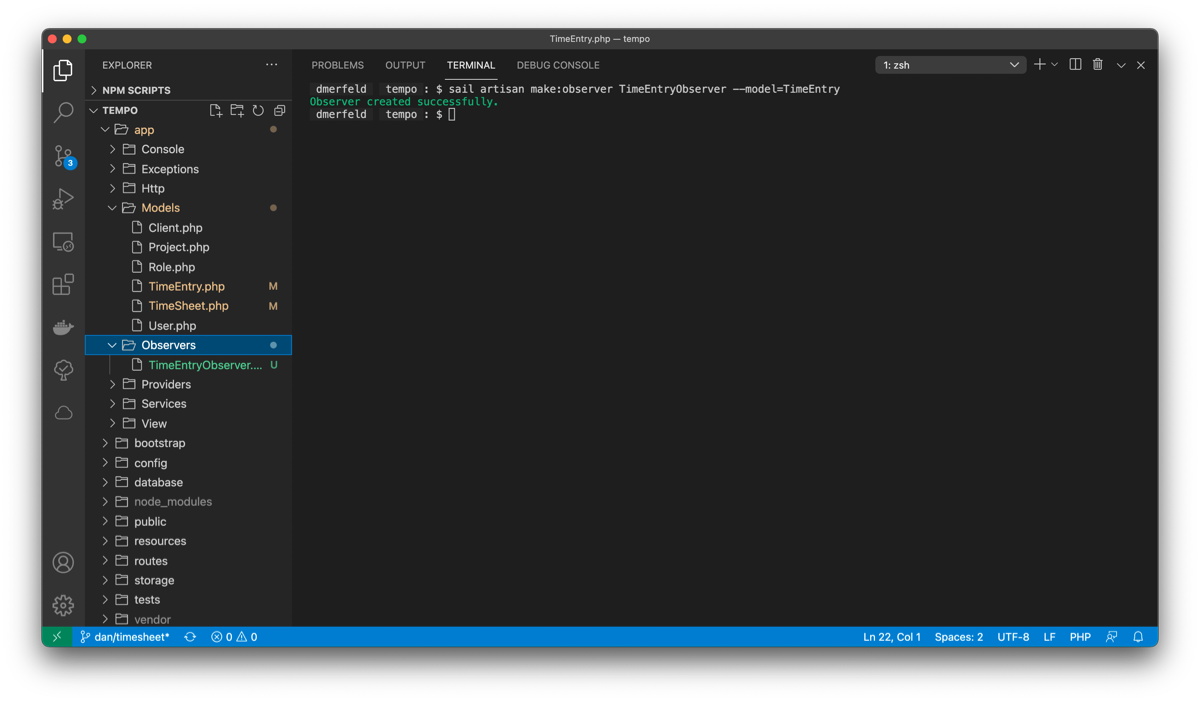 TimeEntry.php — tempo
EXPLORER
NPM SCRIPTS
TEMPO
app
Console
Exceptions
Http
Models
Client.php
Project.php
Role.php
TimeEntry.php M
TimeSheet.php M
User.php
Observers
TimeEntryObserver.... U
Providers
Services
View
bootstrap
config
database
node_modules
public
resources
routes
storage
tests
vendor
3
PROBLEMS OUTPUT TERMINAL DEBUG CONSOLE
1: zsh
dmerfeld tempo : $ sail artisan make:observer TimeEntryObserver --model=TimeEntry
Observer created successfully.
dmerfeld tempo : $
dan/timesheet* 0 0
Ln 22, Col 1 Spaces: 2 UTF-8 LF PHP